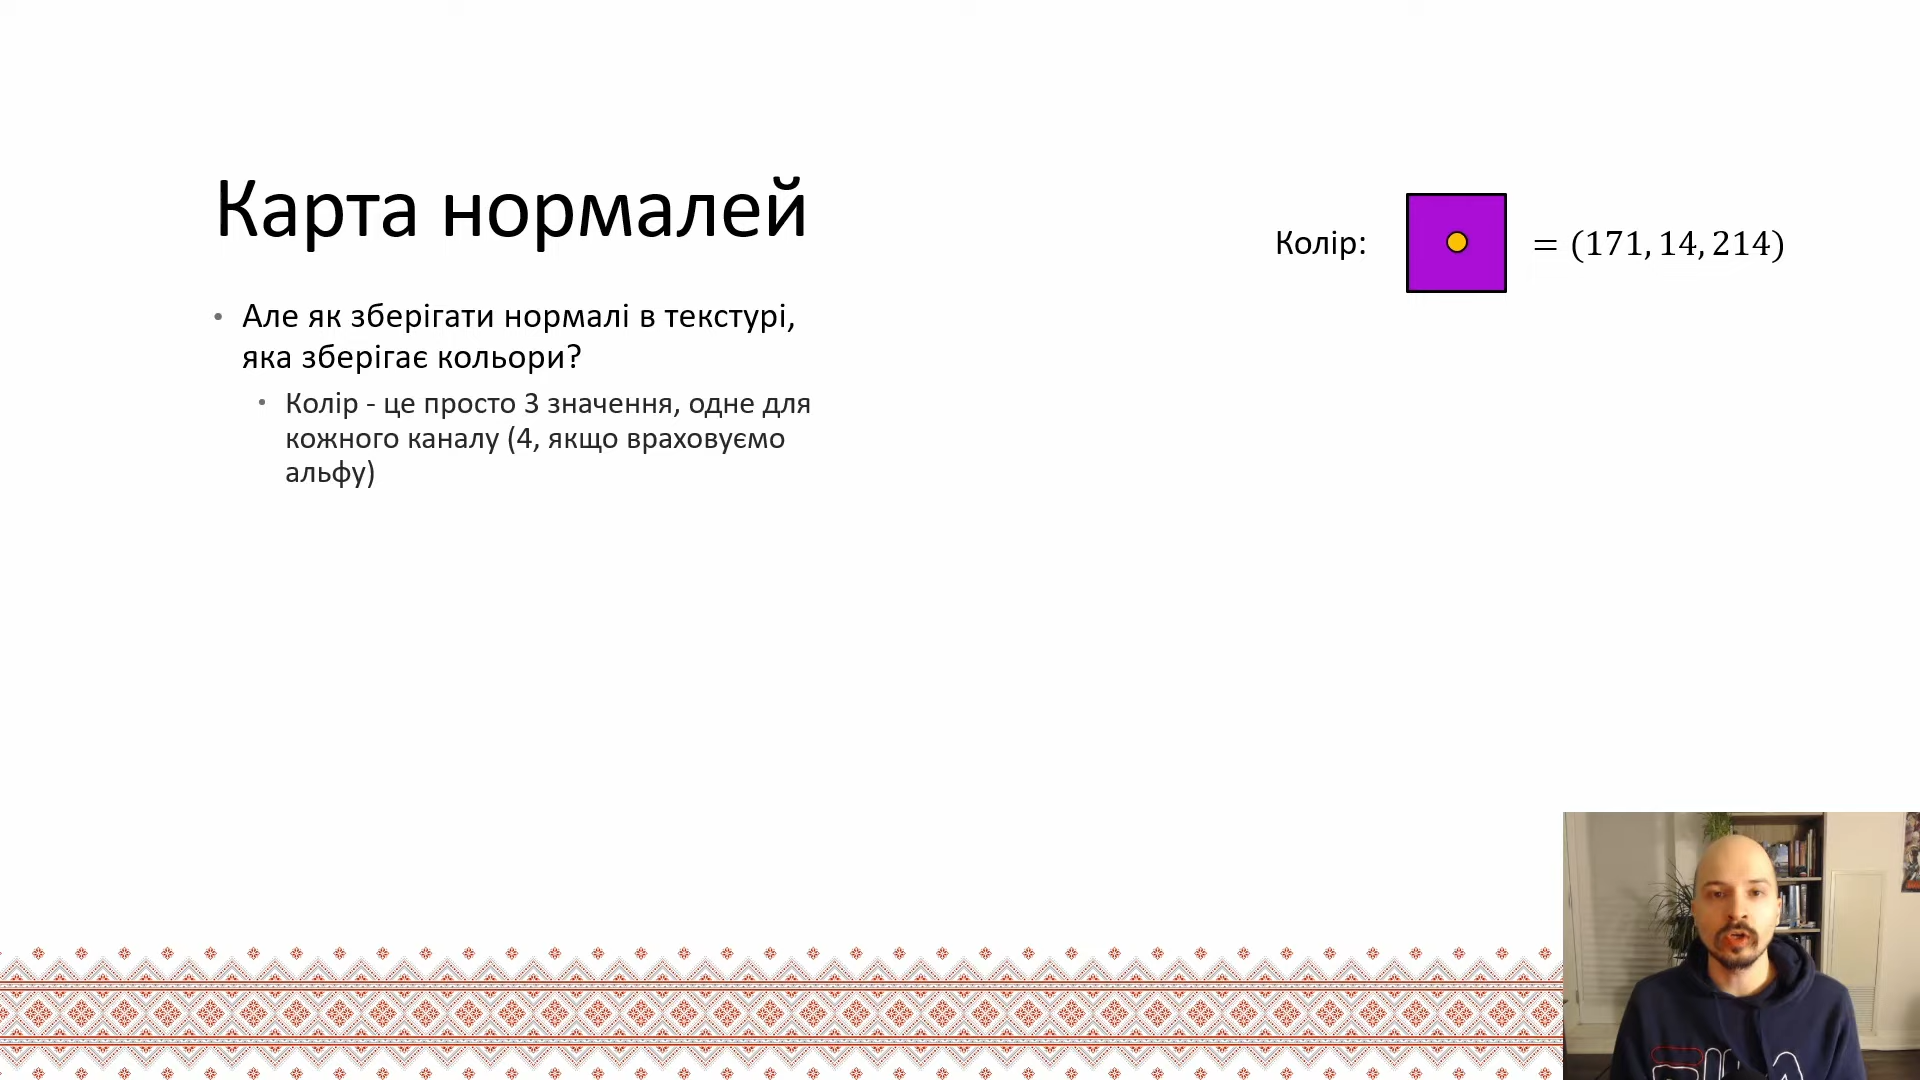 Карта нормалей
Колір: = (171, 14, 214)
• Але як зберігати нормалі в текстурі,
яка зберігає кольори?
• Колір - це просто 3 значення, одне для
кожного каналу (4, якщо враховуємо
альфу)